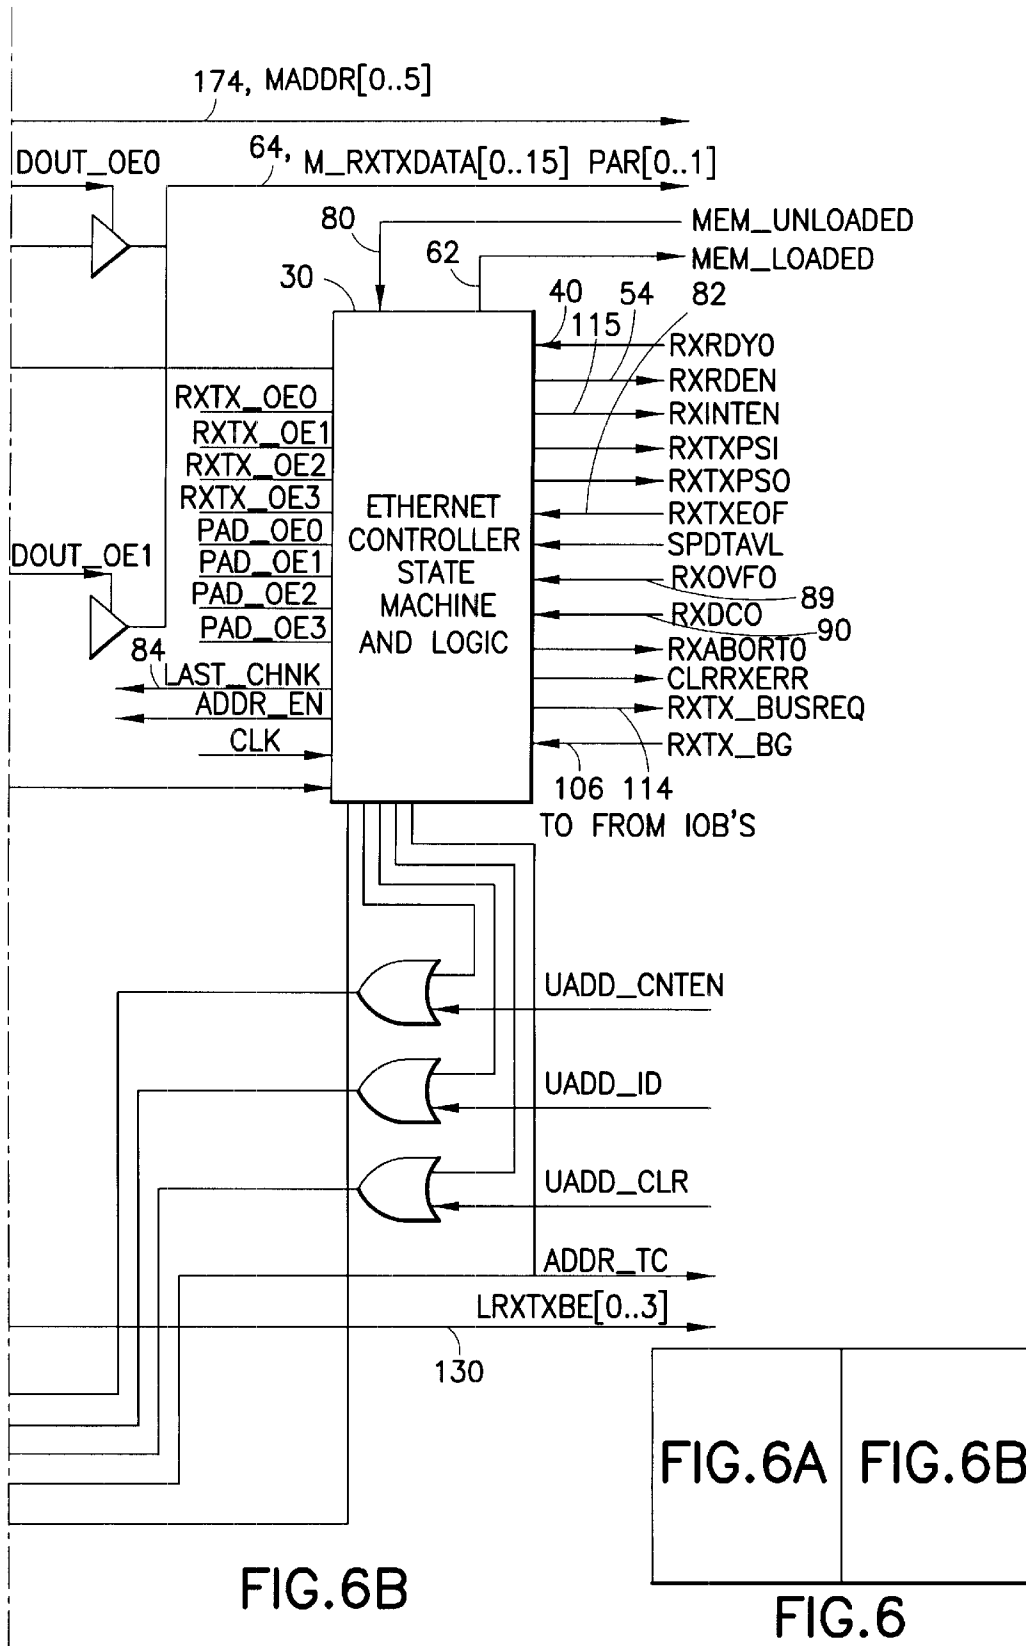 174, MADDR[0..5]
DOUT_OE0
64, M_RXTXDATA[0..15] PAR[0..1]
80
MEM_UNLOADED
62
MEM_LOADED
30
40
54
82
115
RXRDYO
RXRDEN
RXTX_OE0
RXINTEN
RXTX_OE1
RXTXPSI
RXTX_OE2
RXTXPSO
RXTX_OE3
RXTXEOF
ETHERNET
CONTROLLER
STATE
MACHINE
AND LOGIC
PAD_OE0
SPDTAVL
DOUT_OE1
PAD_OE1
RXOVFO
89
PAD_OE2
RXDCO
90
PAD_OE3
RXABORTO
84
LAST_CHNK
CLRRXERR
ADDR_EN
RXTX_BUSREQ
CLK
RXTX_BG
106 114
TO FROM IOB'S
UADD_CNTEN
UADD_ID
UADD_CLR
ADDR_TC
LRXTXBE[0..3]
130
FIG.6A
FIG.6B
FIG.6B
FIG.6